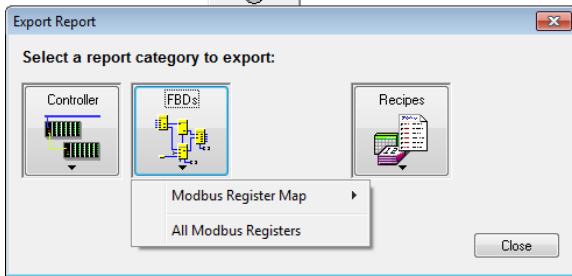 Export Report
Select a report category to export:
Controller
FBDs
Recipes
Modbus Register Map
All Modbus Registers
Close